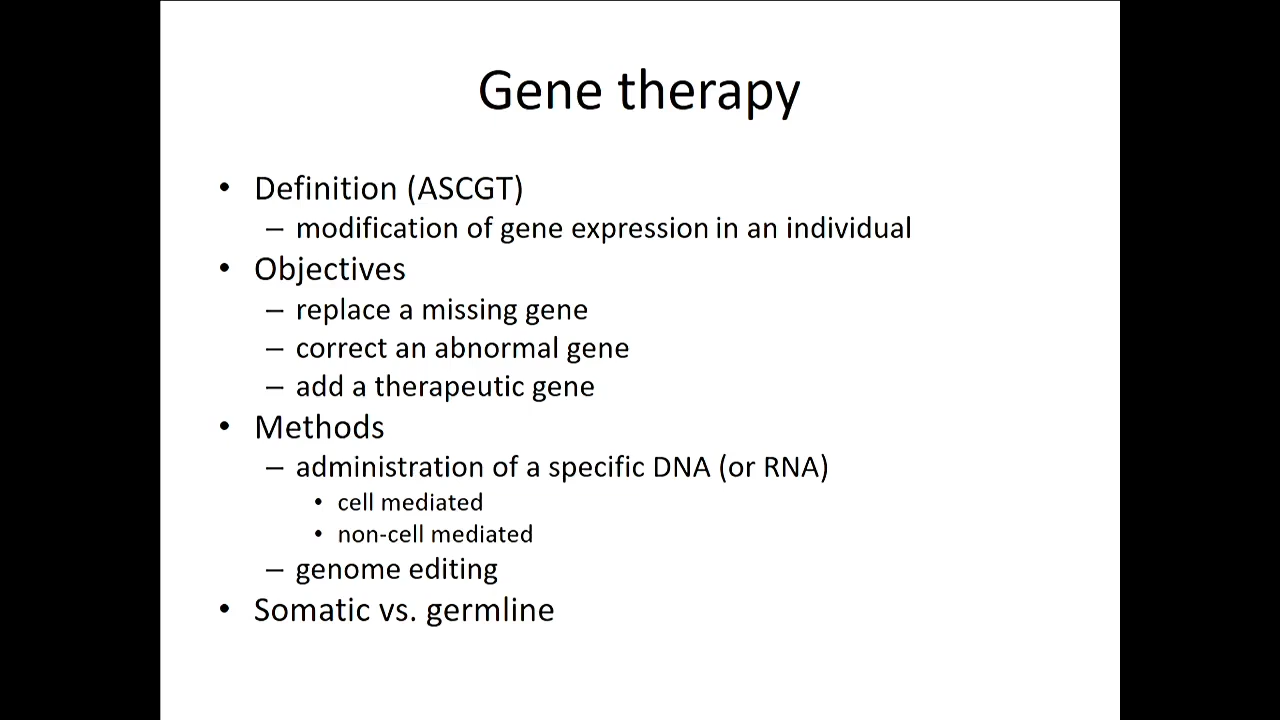 Gene therapy
• Definition (ASCGT)
– modification of gene expression in an individual
• Objectives
– replace a missing gene
– correct an abnormal gene
– add a therapeutic gene
• Methods
– administration of a specific DNA (or RNA)
• cell mediated
• non-cell mediated
– genome editing
• Somatic vs. germline